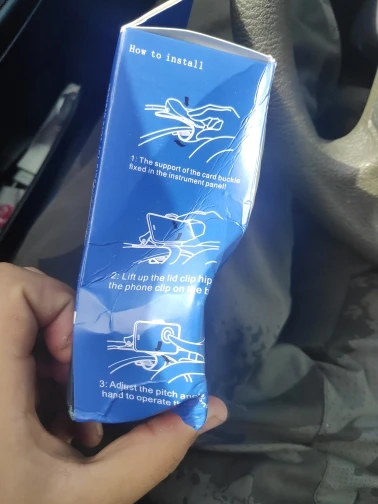 How to install
1: The support of the card buckle
fixed in the instrument panel!
2: Lift up the lid clip hip
the phone clip on the
3: Adjust the pitch
hand to operate